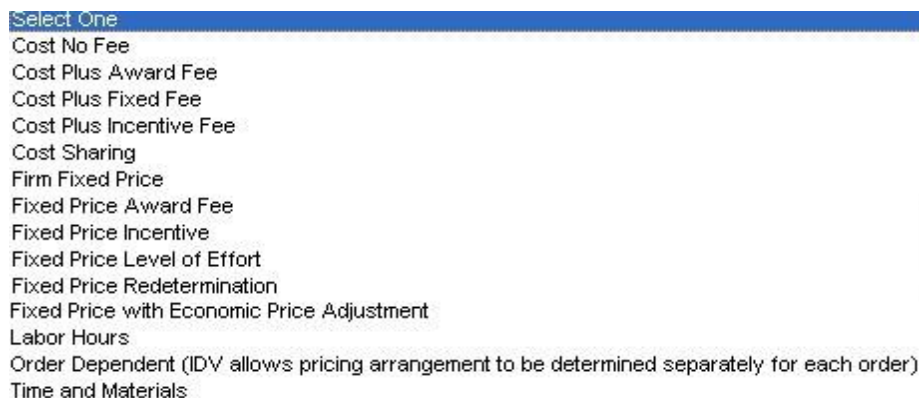 Select One
Cost No Fee
Cost Plus Award Fee
Cost Plus Fixed Fee
Cost Plus Incentive Fee
Cost Sharing
Firm Fixed Price
Fixed Price Award Fee
Fixed Price Incentive
Fixed Price Level of Effort
Fixed Price Redetermination
Fixed Price with Economic Price Adjustment
Labor Hours
Order Dependent (IDV allows pricing arrangement to be determined separately for each order)
Time and Materials